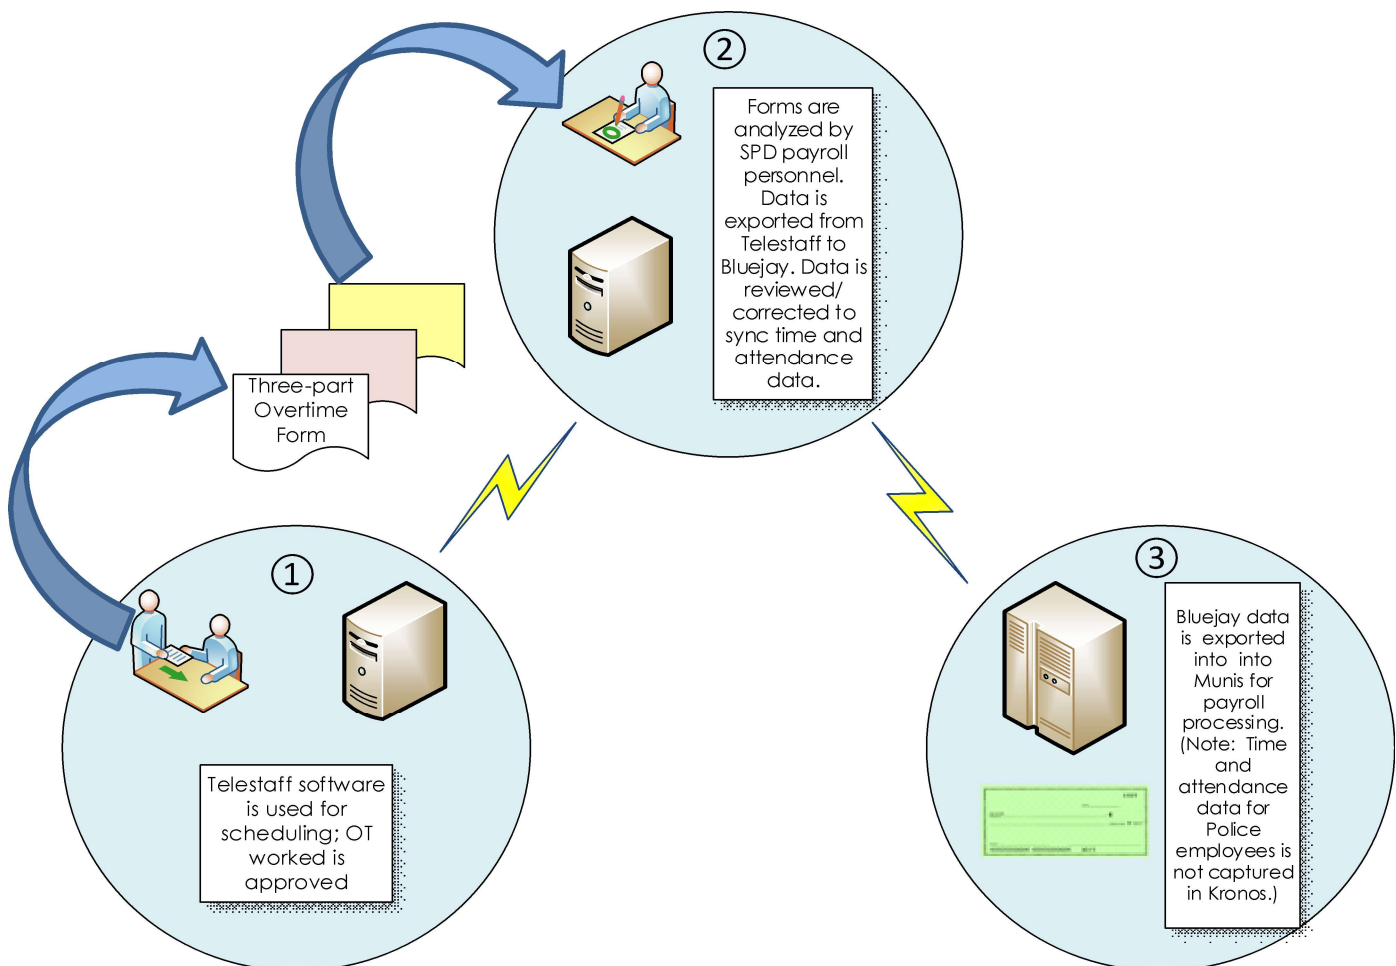 ②
Forms are
analyzed by
SPD payroll
personnel.
Data is
exported from
Telestaff to
Bluejay. Data is
reviewed/
corrected to
sync time and
attendance
data.
Three-part
Overtime
Form
①
Telestaff software
is used for
scheduling; OT
worked is
approved
③
Bluejay data
is exported
into into
Munis for
payroll
processing.
(Note: Time
and
attendance
data for
Police
employees is
not captured
in Kronos.)